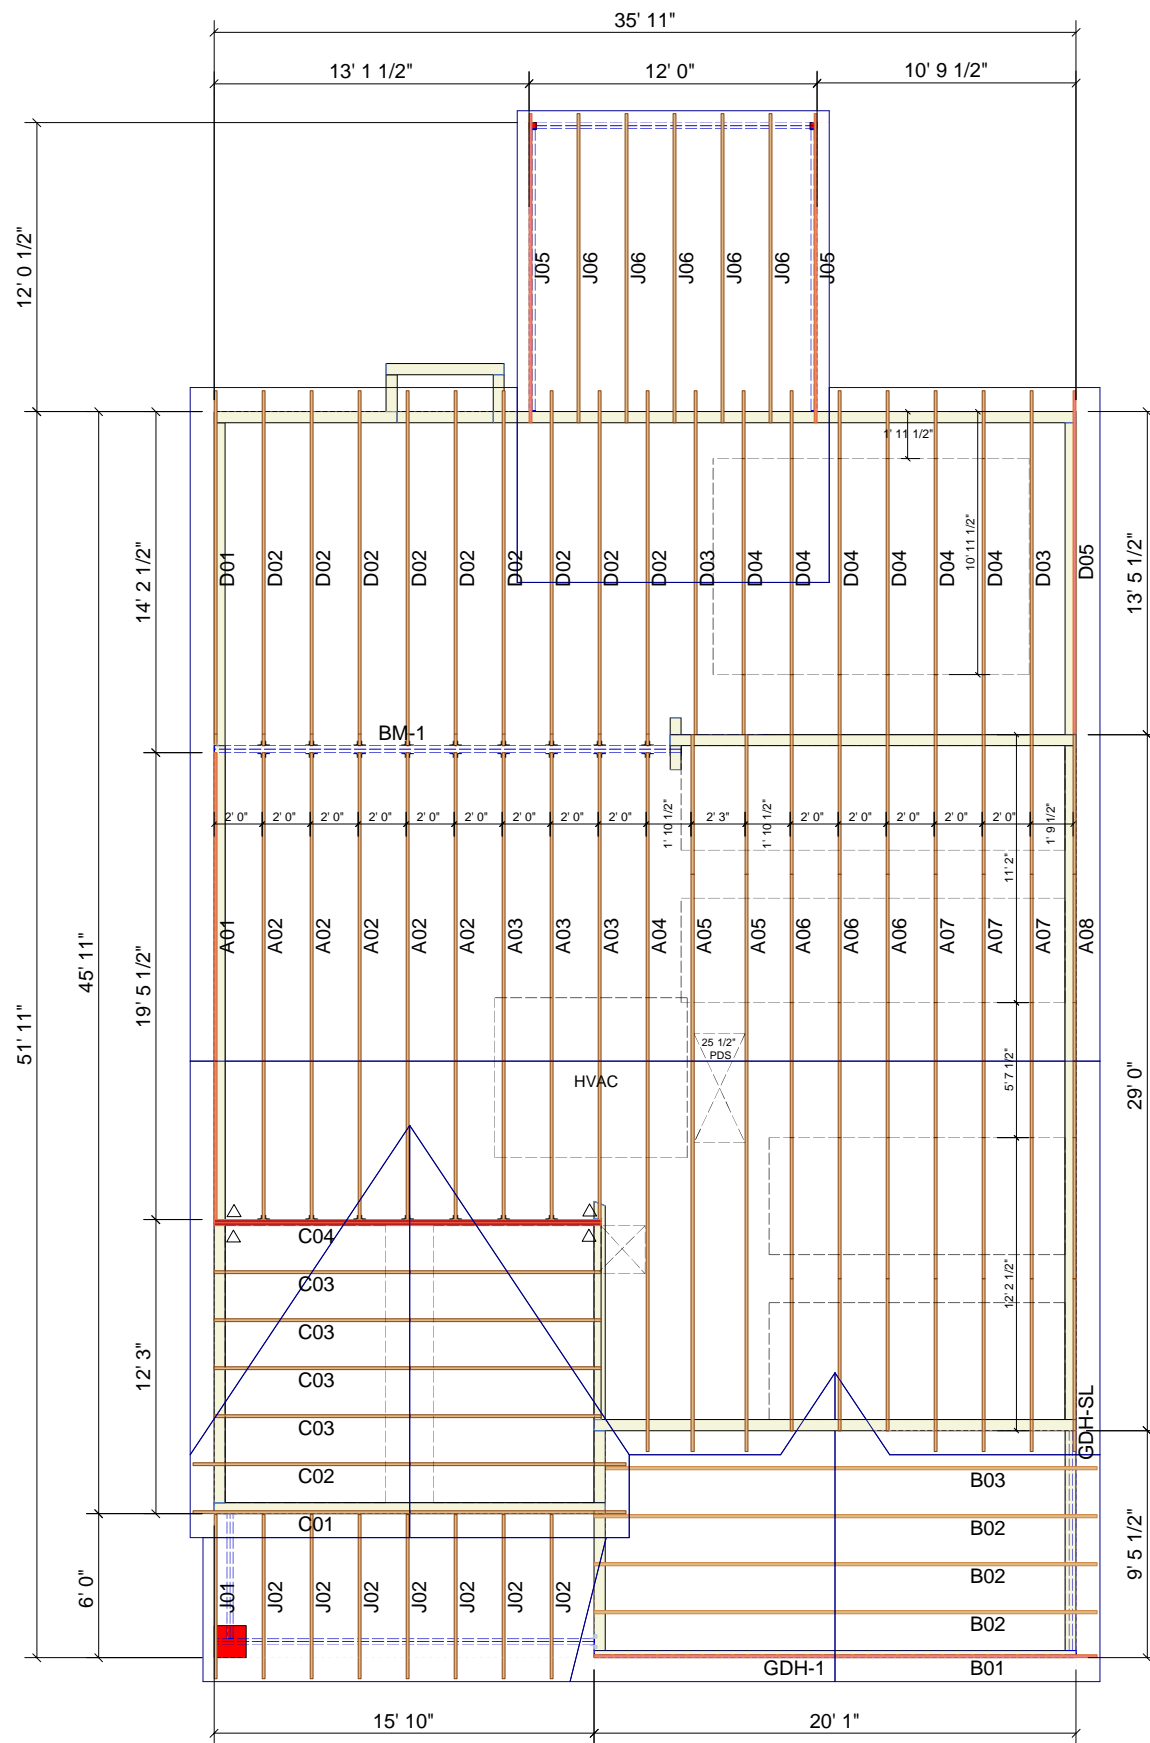 35' 11"
13' 1 1/2"
12' 0"
10' 9 1/2"
12' 0 1/2"
J05
J06
J06
J06
J06
J06
J05
1' 11 1/2"
10' 11 1/2"
14' 2 1/2"
13' 5 1/2"
D01
D02
D02
D02
D02
D02
D02
D02
D02
D02
D03
D04
D04
D04
D04
D04
D04
D03
D05
BM-1
2' 0"
2' 0"
2' 0"
2' 0"
2' 0"
2' 0"
2' 0"
2' 0"
2' 0"
1' 10 1/2"
2' 3"
1' 10 1/2"
2' 0"
2' 0"
2' 0"
2' 0"
2' 0"
1' 9 1/2"
11' 2"
51' 11"
45' 11"
19' 5 1/2"
A01
A02
A02
A02
A02
A02
A03
A03
A03
A04
A05
A05
A06
A06
A06
A07
A07
A07
A08
25 1/2"
PDS
HVAC
5' 7 1/2"
29' 0"
C04
C03
C03
C03
C03
C02
C01
12' 3"
12' 2 1/2"
GDH-SL
B03
B02
B02
B02
B01
GDH-1
9' 5 1/2"
6' 0"
J01
J02
J02
J02
J02
J02
J02
J02
15' 10"
20' 1"